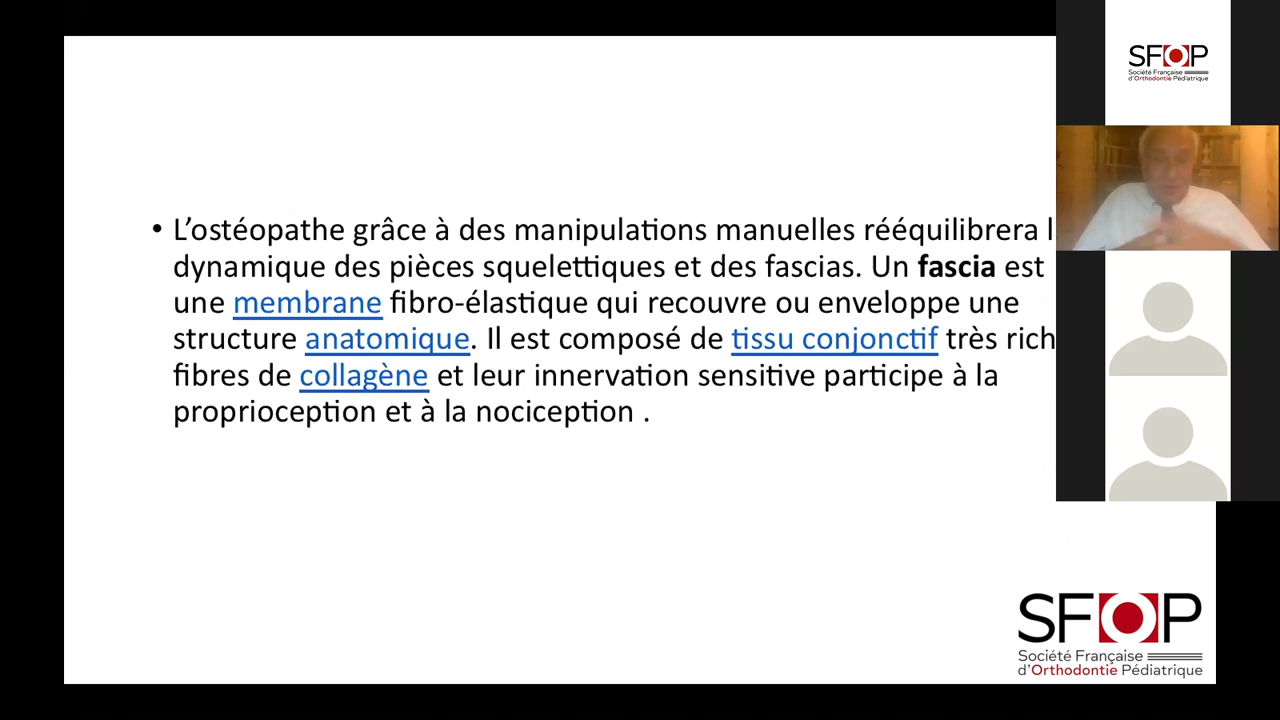 • L’ostéopathe grâce à des manipulations manuelles rééquilibrera l
dynamique des pièces squelettiques et des fascias. Un fascia est
une membrane fibro-élastique qui recouvre ou enveloppe une
structure anatomique. Il est composé de tissu conjonctif très rich
fibres de collagène et leur innervation sensitive participe à la
proprioception et à la nociception .
SFOP
Société Française
d’Orthodontie Pédiatrique
SFOP
Société Française
d’Orthodontie Pédiatrique